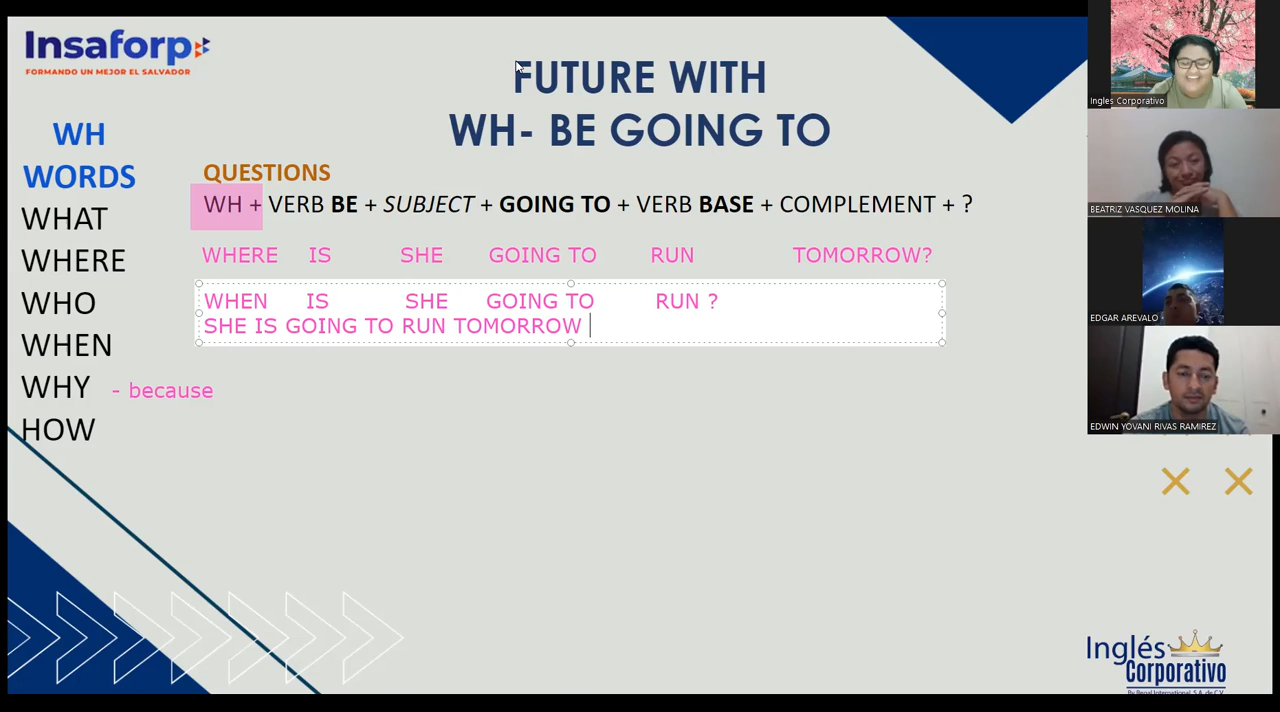 Insaforp
FORMANDO UN MEJOR EL SALVADOR
FUTURE WITH
WH- BE GOING TO
WH
WORDS
WHAT
WHERE
WHO
WHEN
WHY - because
HOW
QUESTIONS
WH + VERB BE + SUBJECT + GOING TO + VERB BASE + COMPLEMENT + ?
WHERE IS SHE GOING TO RUN TOMORROW?
WHEN IS SHE GOING TO RUN ?
SHE IS GOING TO RUN TOMORROW
Ingles Corporativo
BEATRIZ VASQUEZ MOLINA
EDGAR AREVALO
EDWIN YOVANI RIVAS RAMIREZ
Inglés
Corporativo